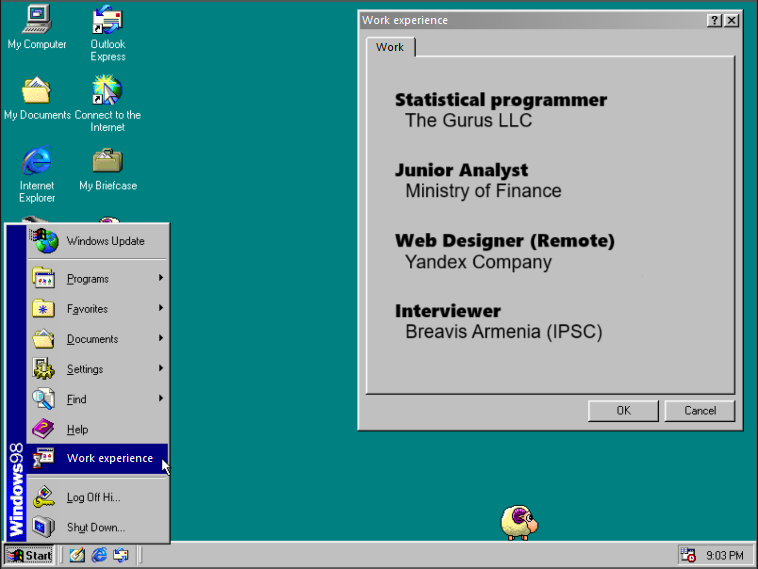 My Computer
Outlook
Express
My Documents
Connect to the
Internet
Internet
Explorer
My Briefcase
Windows Update
Programs
Favorites
Documents
Settings
Find
Help
Work experience
Log Off Hi...
Shut Down...
Windows98
Start
Work experience
Work
Statistical programmer
The Gurus LLC
Junior Analyst
Ministry of Finance
Web Designer (Remote)
Yandex Company
Interviewer
Breavis Armenia (IPSC)
OK
Cancel
9:03 PM